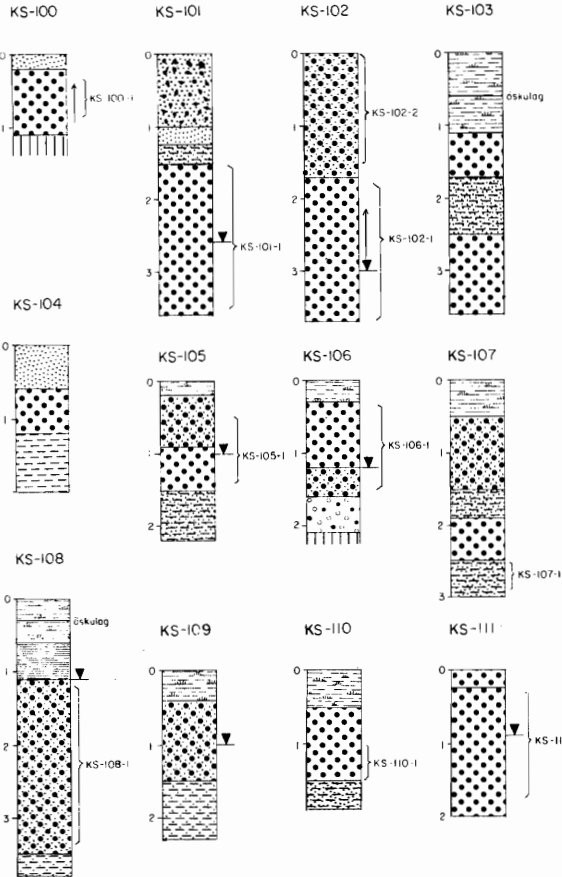 KS-100
KS-101
KS-102
KS-103
0
1
KS-100-1
0
1
2
3
KS-101-1
0
1
2
3
KS-102-2
KS-102-1
0
1
2
3
öskulag
KS-104
KS-105
KS-106
KS-107
0
1
0
1
2
KS-105-1
0
1
2
KS-106-1
0
1
2
3
KS-107-1
KS-108
KS-109
KS-110
KS-111
0
1
2
3
öskulag
KS-108-1
0
1
2
0
1
KS-110-1
0
1
2
KS-11